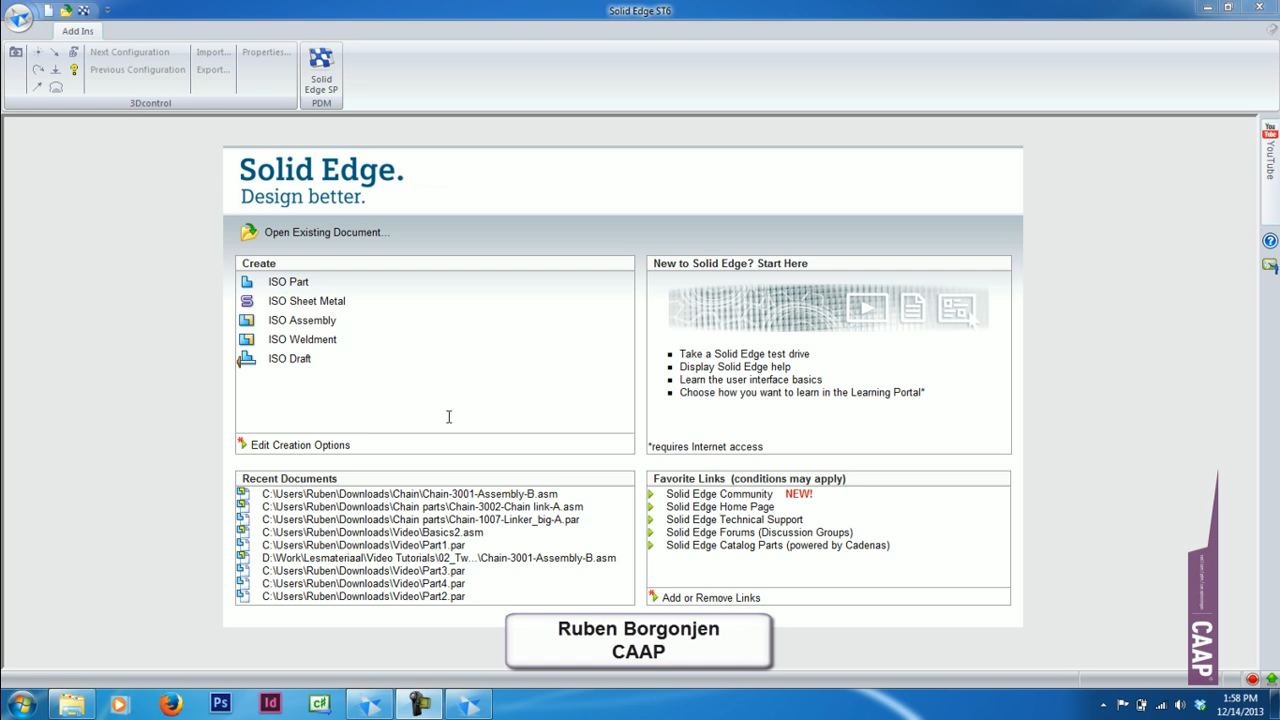 Solid Edge ST6
Add Ins
Next Configuration
Import...
Properties...
Previous Configuration
Export...
Solid
Edge SP
3Dcontrol
PDM
You
Tube
YouTube
Solid Edge.
Design better.
Open Existing Document...
Create
ISO Part
ISO Sheet Metal
ISO Assembly
ISO Weldment
ISO Draft
Edit Creation Options
New to Solid Edge? Start Here
Take a Solid Edge test drive
Display Solid Edge help
Learn the user interface basics
Choose how you want to learn in the Learning Portal*
*requires Internet access
Recent Documents
C:\Users\Ruben\Downloads\Chain\Chain-3001-Assembly-B.asm
C:\Users\Ruben\Downloads\Chain parts\Chain-3002-Chain link-A.asm
C:\Users\Ruben\Downloads\Chain parts\Chain-1007-Linker_big-A.par
C:\Users\Ruben\Downloads\Video\Basics2.asm
C:\Users\Ruben\Downloads\Video\Part1.par
D:\Work\Lesmateriaal\Video Tutorials\02_Tw...\Chain-3001-Assembly-B.asm
C:\Users\Ruben\Downloads\Video\Part3.par
C:\Users\Ruben\Downloads\Video\Part4.par
C:\Users\Ruben\Downloads\Video\Part2.par
Favorite Links (conditions may apply)
Solid Edge Community NEW!
Solid Edge Home Page
Solid Edge Technical Support
Solid Edge Forums (Discussion Groups)
Solid Edge Catalog Parts (powered by Cadenas)
Add or Remove Links
Ruben Borgonjen
CAAP
CAAP
Ps
Id
C#
1:58 PM
12/14/2013